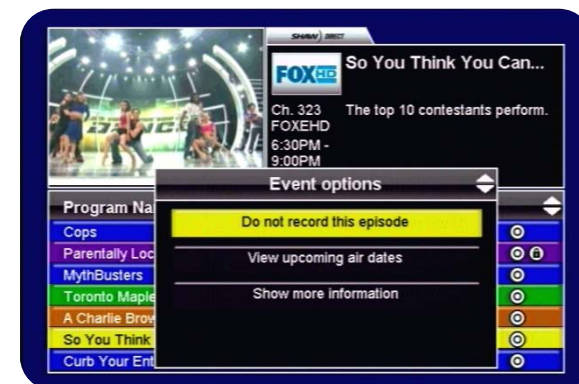 SHAW) DIRECT
FOX HD
So You Think You Can...
Ch. 323
FOXEHD
6:30PM -
9:00PM
The top 10 contestants perform.
DANCE
Event options
Do not record this episode
View upcoming air dates
Show more information
Program Na
Cops
Parentally Loc
MythBusters
Toronto Maple
A Charlie Brow
So You Think
Curb Your Ent